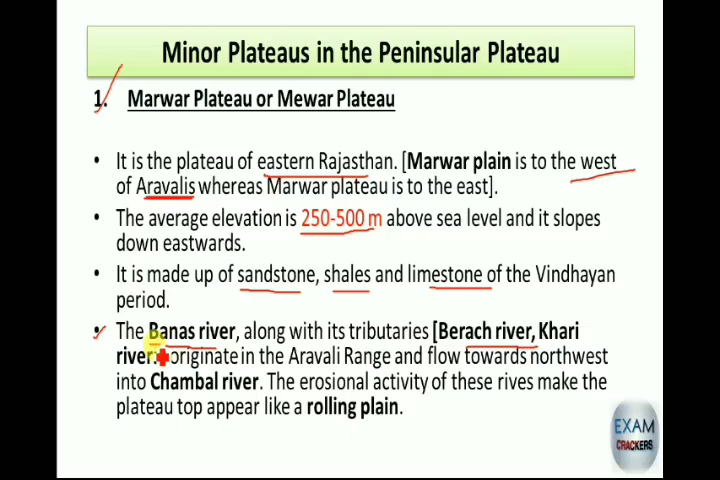 Minor Plateaus in the Peninsular Plateau
1. Marwar Plateau or Mewar Plateau
• It is the plateau of eastern Rajasthan. [Marwar plain is to the west
of Aravalis whereas Marwar plateau is to the east].
• The average elevation is 250-500 m above sea level and it slopes
down eastwards.
• It is made up of sandstone, shales and limestone of the Vindhayan
period.
• The Banas river, along with its tributaries [Berach river, Khari
river originate in the Aravali Range and flow towards northwest
into Chambal river. The erosional activity of these rives make the
plateau top appear like a rolling plain.
EXAM
CRACKERS